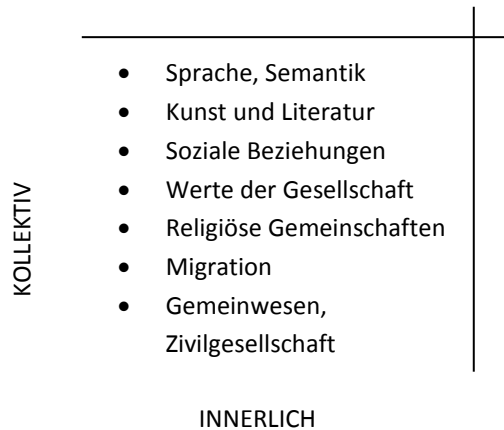 • Sprache, Semantik
• Kunst und Literatur
• Soziale Beziehungen
• Werte der Gesellschaft
• Religiöse Gemeinschaften
• Migration
• Gemeinwesen,
Zivilgesellschaft
KOLLEKTIV
INNERLICH